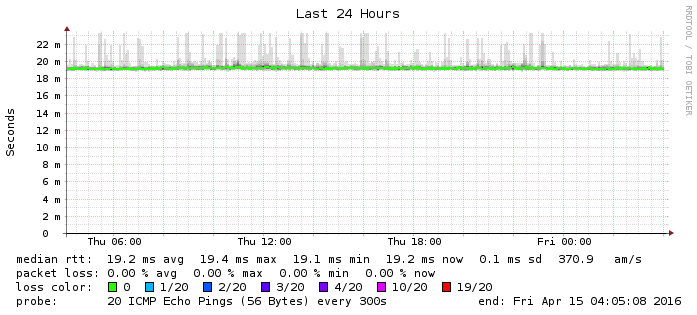 Last 24 Hours
RRDTOOL / TOBI OETIKER
Seconds
22 m
20 m
18 m
16 m
14 m
12 m
10 m
8 m
6 m
4 m
2 m
0
Thu 06:00 Thu 12:00 Thu 18:00 Fri 00:00
median rtt: 19.2 ms avg 19.4 ms max 19.1 ms min 19.2 ms now 0.1 ms sd 370.9 am/s
packet loss: 0.00 % avg 0.00 % max 0.00 % min 0.00 % now
loss color: 0 1/20 2/20 3/20 4/20 10/20 19/20
probe: 20 ICMP Echo Pings (56 Bytes) every 300s end: Fri Apr 15 04:05:08 2016